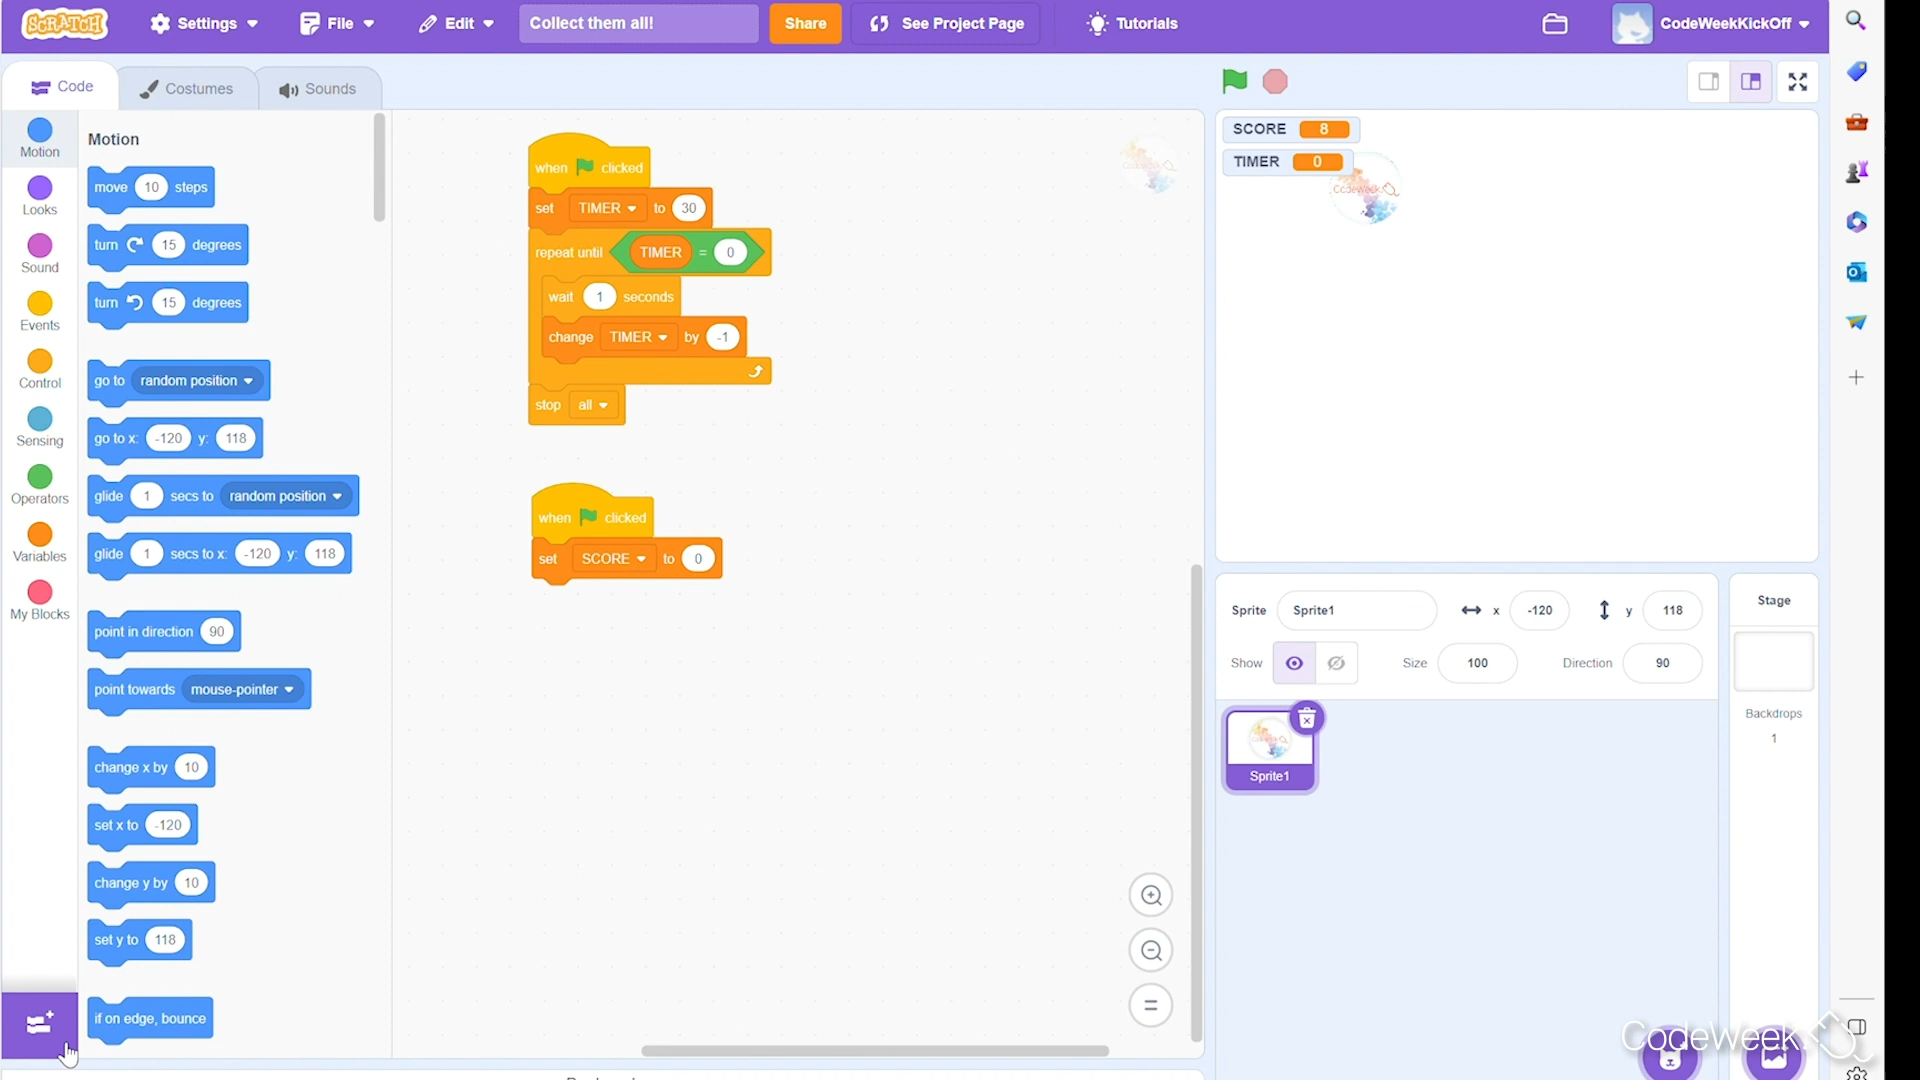 SCRATCH Settings File Edit Collect them all! Share See Project Page Tutorials CodeWeekKickOff
Code Costumes Sounds
Motion
Looks
Sound
Events
Control
Sensing
Operators
Variables
My Blocks
Motion
move 10 steps
turn 15 degrees
turn 15 degrees
go to random position
go to x: -120 y: 118
glide 1 secs to random position
glide 1 secs to x: -120 y: 118
point in direction 90
point towards mouse-pointer
change x by 10
set x to -120
change y by 10
set y to 118
if on edge, bounce
when clicked
set TIMER to 30
repeat until TIMER = 0
wait 1 seconds
change TIMER by -1
stop all
when clicked
set SCORE to 0
SCORE 8
TIMER 0
CodeWeek
Sprite Sprite1 x -120 y 118
Show Size 100 Direction 90
Sprite1
Stage
Backdrops
1
CodeWeek